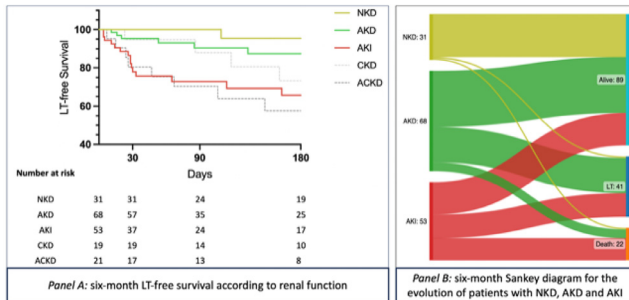 100
80
60
40
LT-free Survival
30
90
180
Days
NKD
AKD
AKI
CKD
ACKD
Number at risk
NKD 31 31 24 19
AKD 68 57 35 25
AKI 53 37 24 17
CKD 19 19 14 10
ACKD 21 17 13 8
Panel A: six-month LT-free survival according to renal function
NKD: 31
AKD: 68
AKI: 53
Alive: 89
LT: 41
Death: 22
Panel B: six-month Sankey diagram for the
evolution of patients with NKD, AKD and AKI